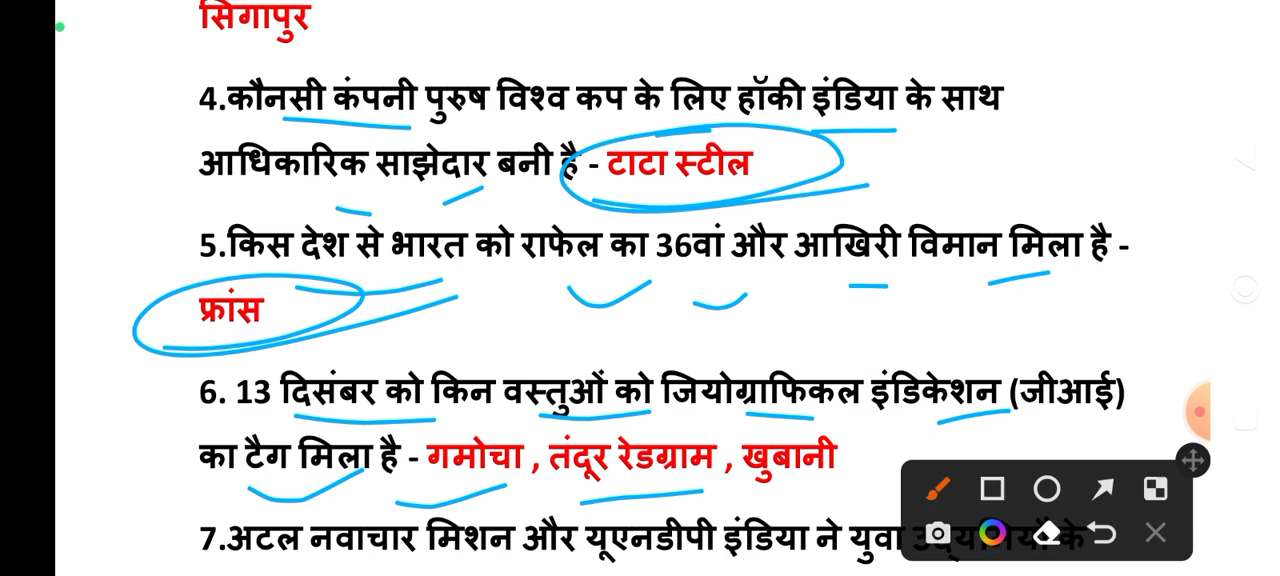 सिंगापुर
4.कौनसी कंपनी पुरुष विश्व कप के लिए हॉकी इंडिया के साथ
आधिकारिक साझेदार बनी है - टाटा स्टील
5.किस देश से भारत को राफेल का 36वां और आखिरी विमान मिला है -
फ्रांस
6. 13 दिसंबर को किन वस्तुओं को जियोग्राफिकल इंडिकेशन (जीआई)
का टैग मिला है - गमोचा , तंदूर रेडग्राम , खुबानी
7.अटल नवाचार मिशन और यूएनडीपी इंडिया ने युवा के